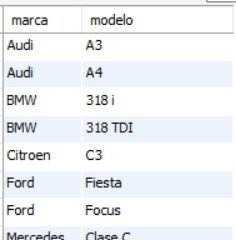 marca modelo
Audi A3
Audi A4
BMW 318 i
BMW 318 TDI
Citroen C3
Ford Fiesta
Ford Focus
Mercedes Clase C